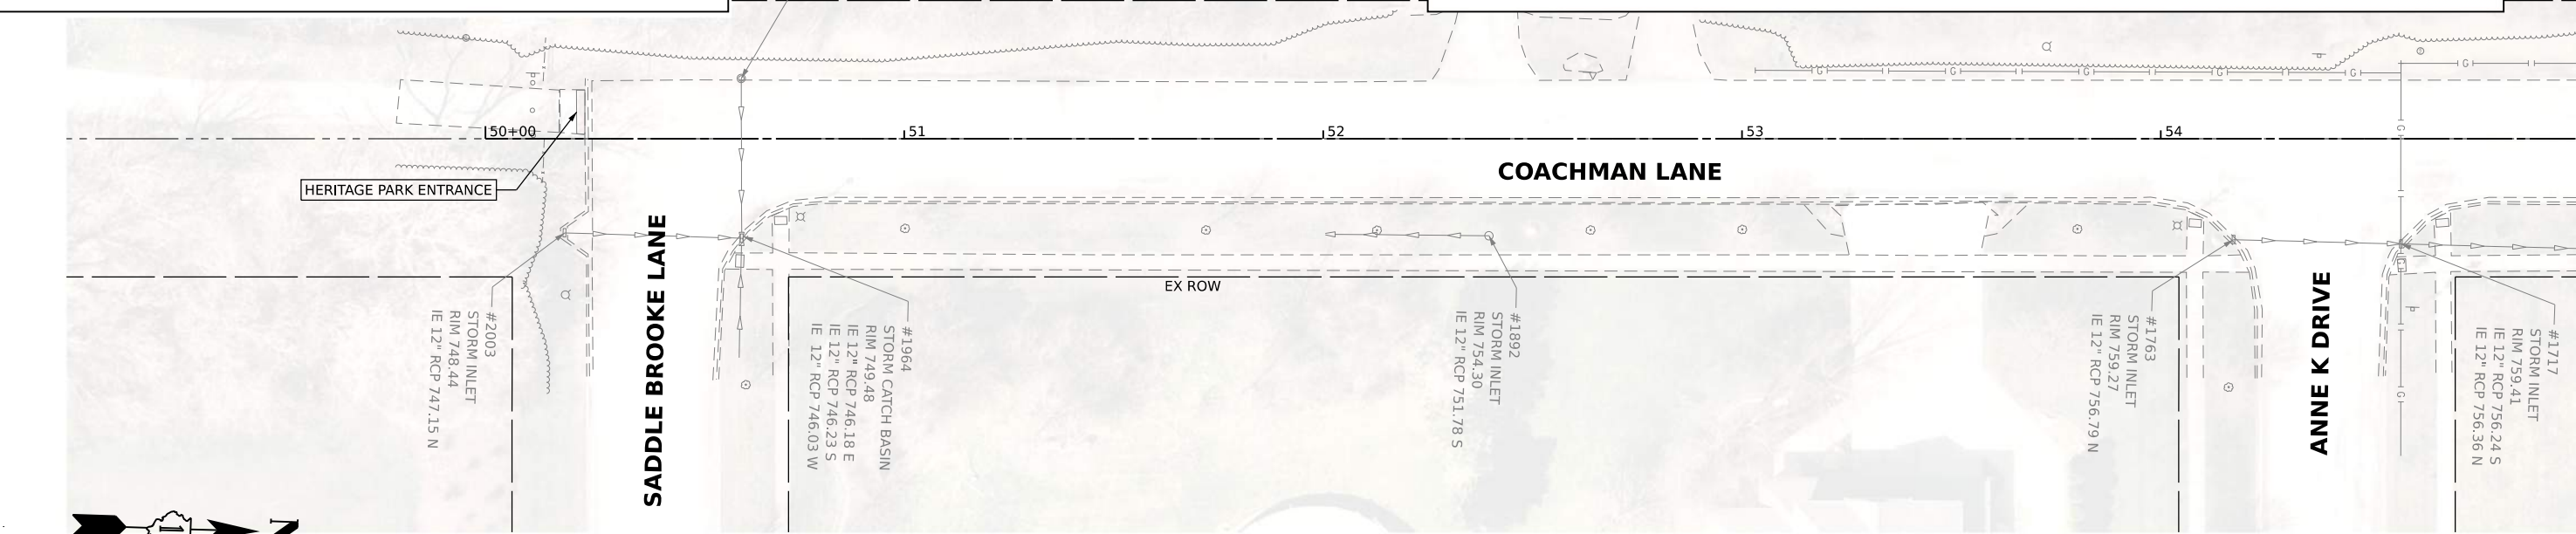 50+00
51
52
53
54
COACHMAN LANE
HERITAGE PARK ENTRANCE
SADDLE BROOKE LANE
EX ROW
ANNE K DRIVE
#2003
STORM INLET
RIM 748.44
IE 12" RCP 747.15 N
#1964
STORM CATCH BASIN
RIM 749.48
IE 12" RCP 746.18 E
IE 12" RCP 746.23 S
IE 12" RCP 746.03 W
#1892
STORM INLET
RIM 754.30
IE 12" RCP 751.78 S
#1763
STORM INLET
RIM 759.27
IE 12" RCP 756.79 N
#1717
STORM INLET
RIM 759.41
IE 12" RCP 756.24 S
IE 12" RCP 756.36 N
G
G
G
G
G
G
G
G
N